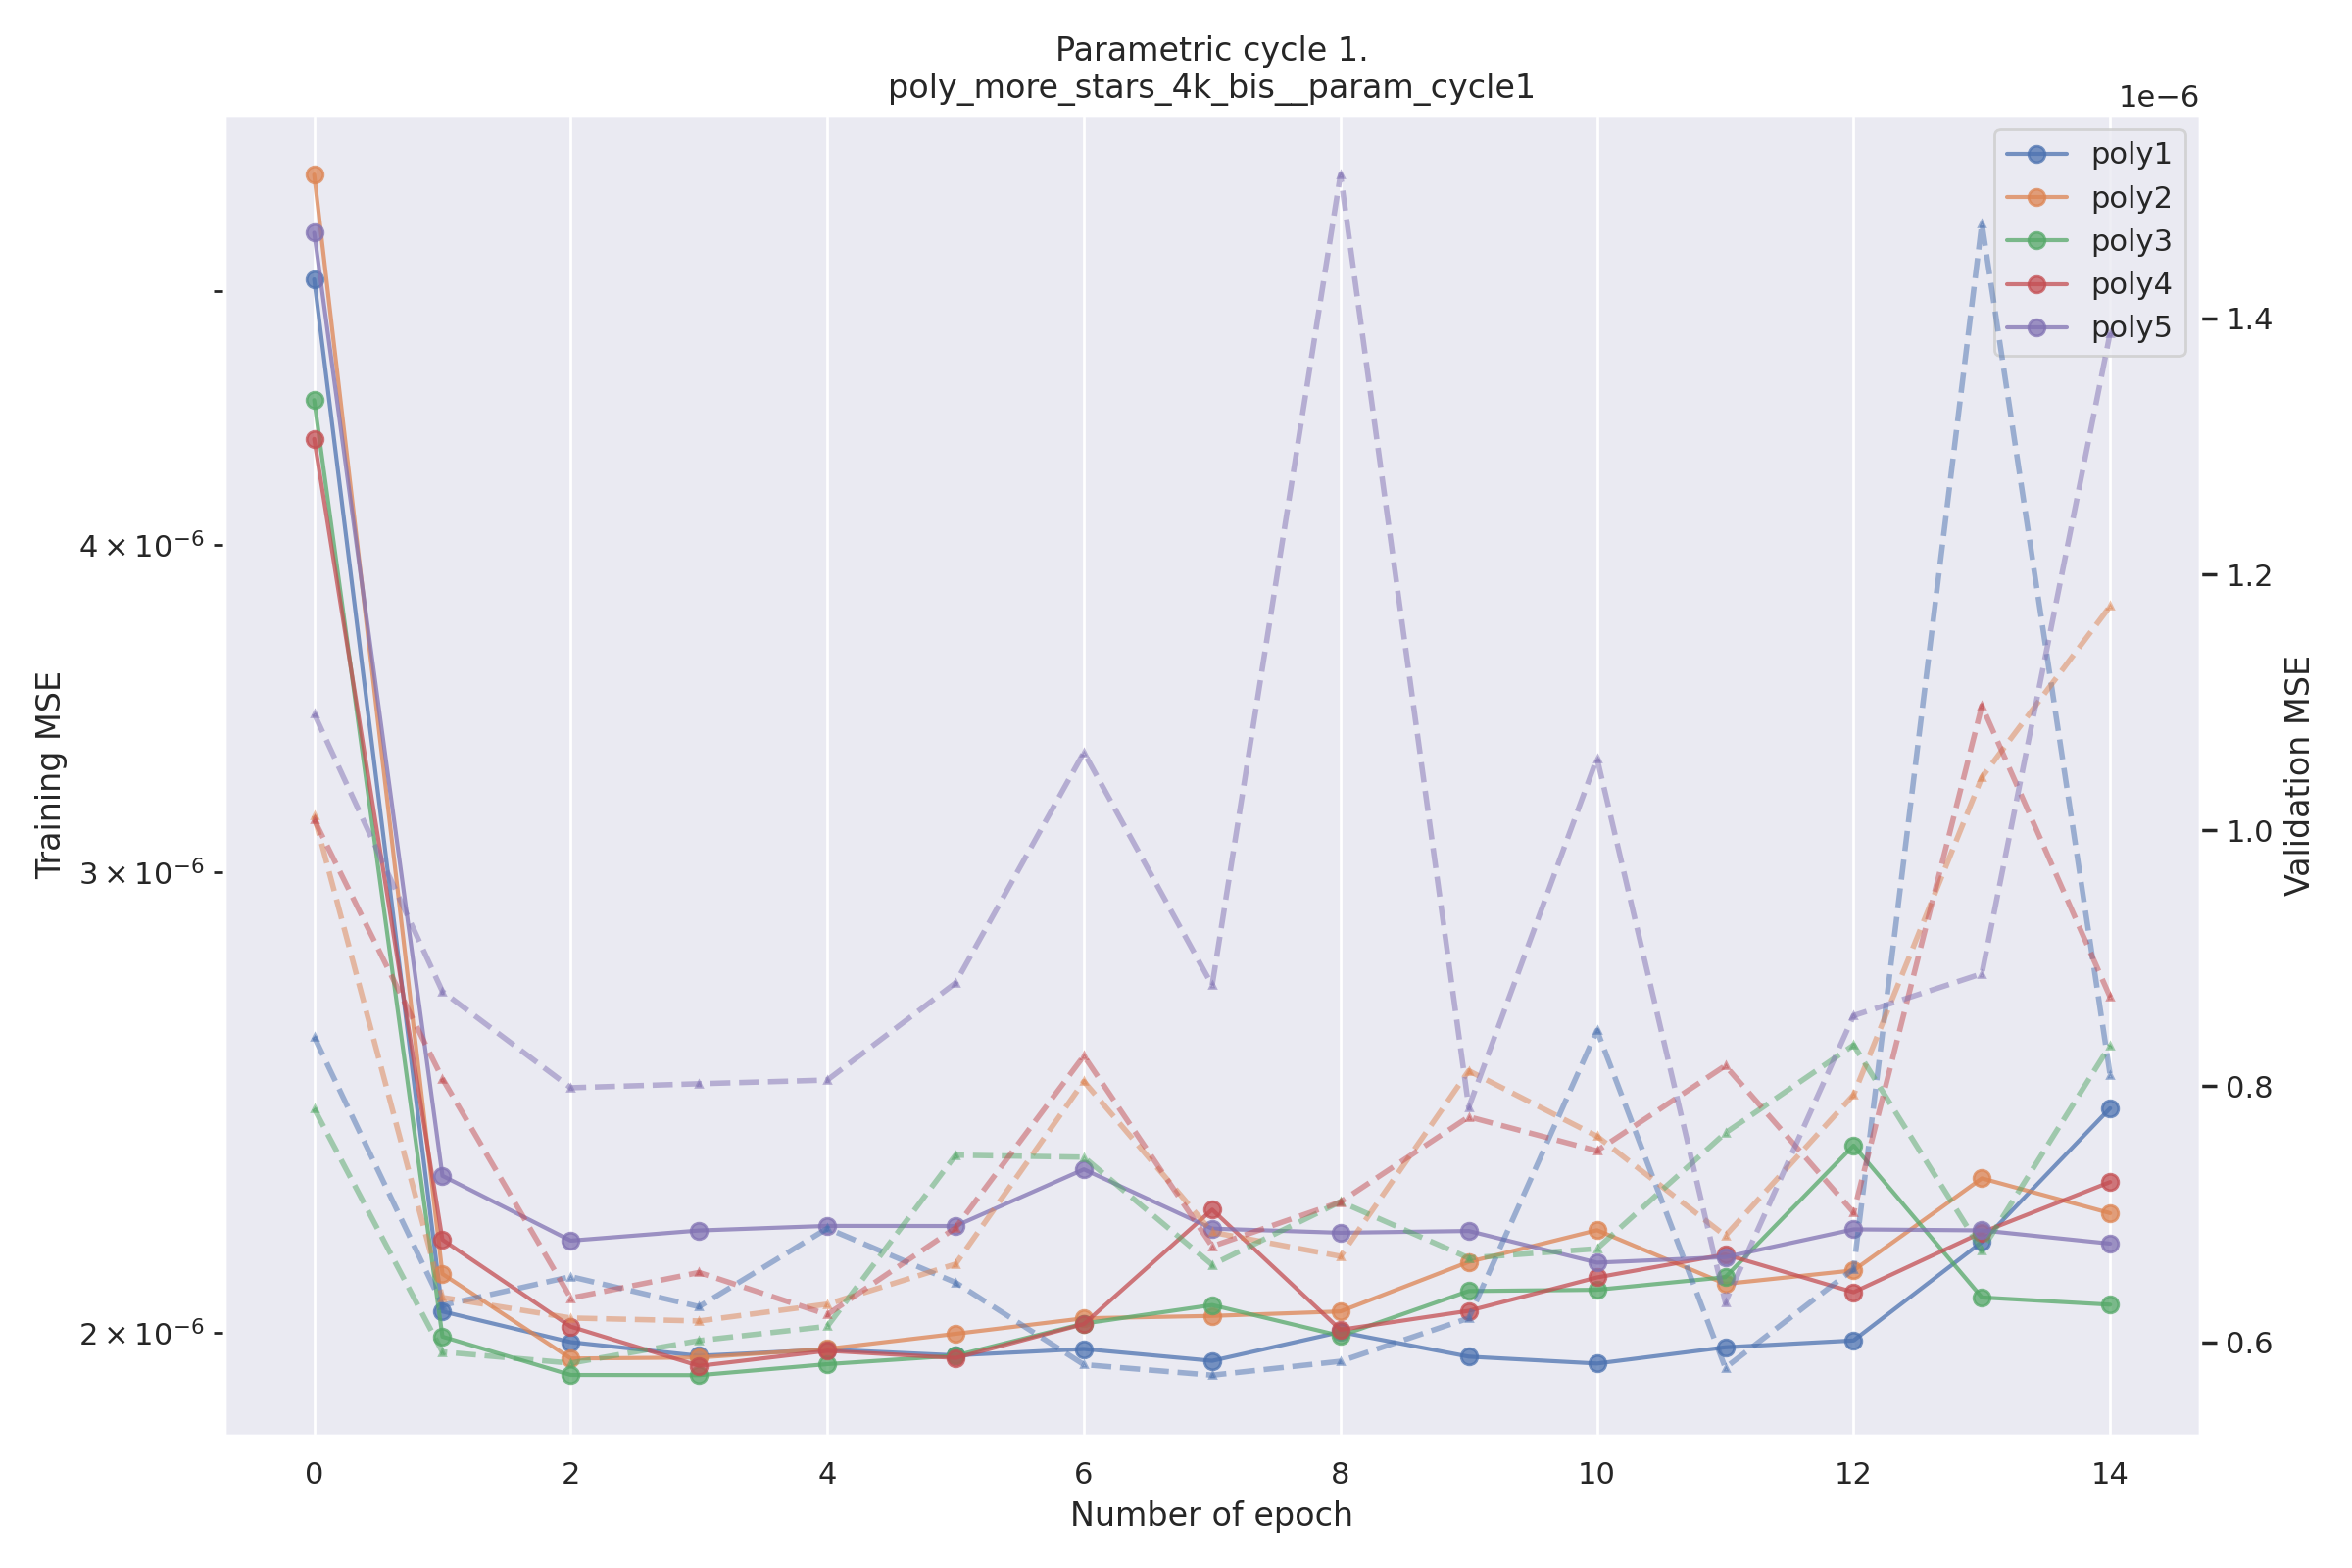 Parametric cycle 1.
poly_more_stars_4k_bis__param_cycle1
1e−6
poly1
poly2
poly3
poly4
poly5
1.4
4 × 10⁻⁶
1.2
Training MSE
Validation MSE
1.0
3 × 10⁻⁶
0.8
2 × 10⁻⁶
0.6
0 2 4 6 8 10 12 14
Number of epoch